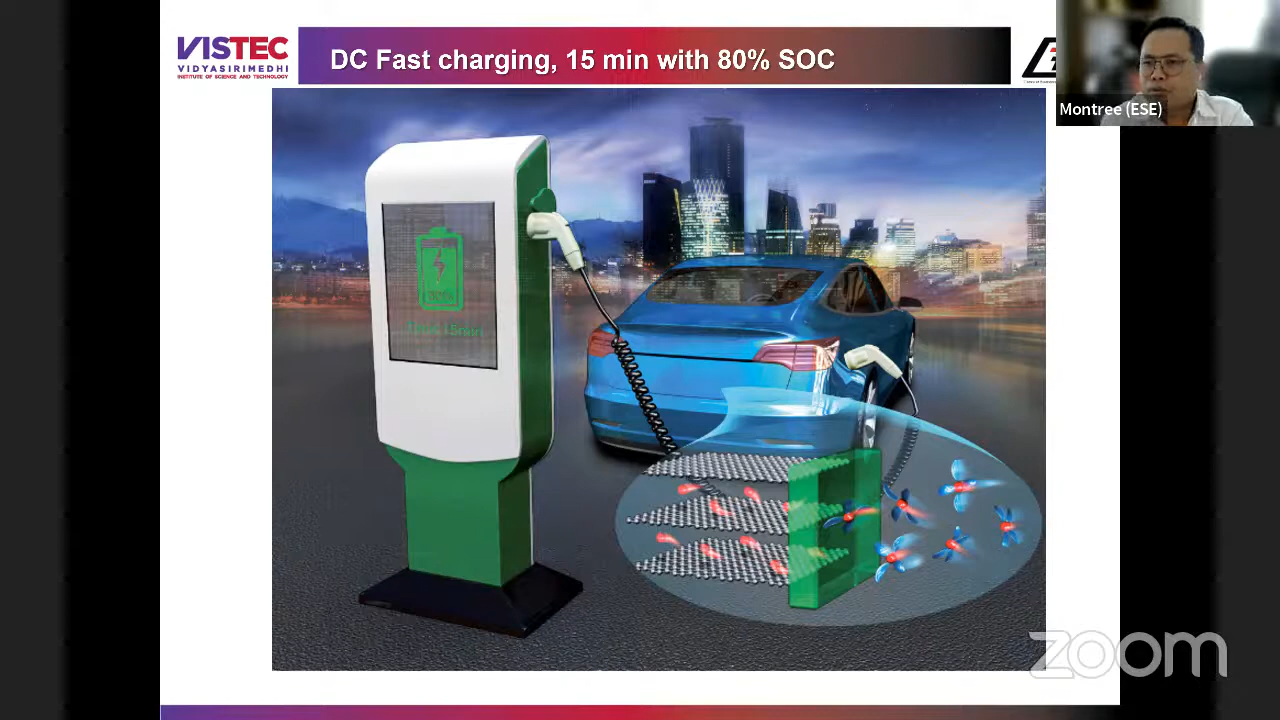 VISTEC
VIDYASIRIMEDHI
INSTITUTE OF SCIENCE AND TECHNOLOGY
DC Fast charging, 15 min with 80% SOC
Montree (ESE)
zoom